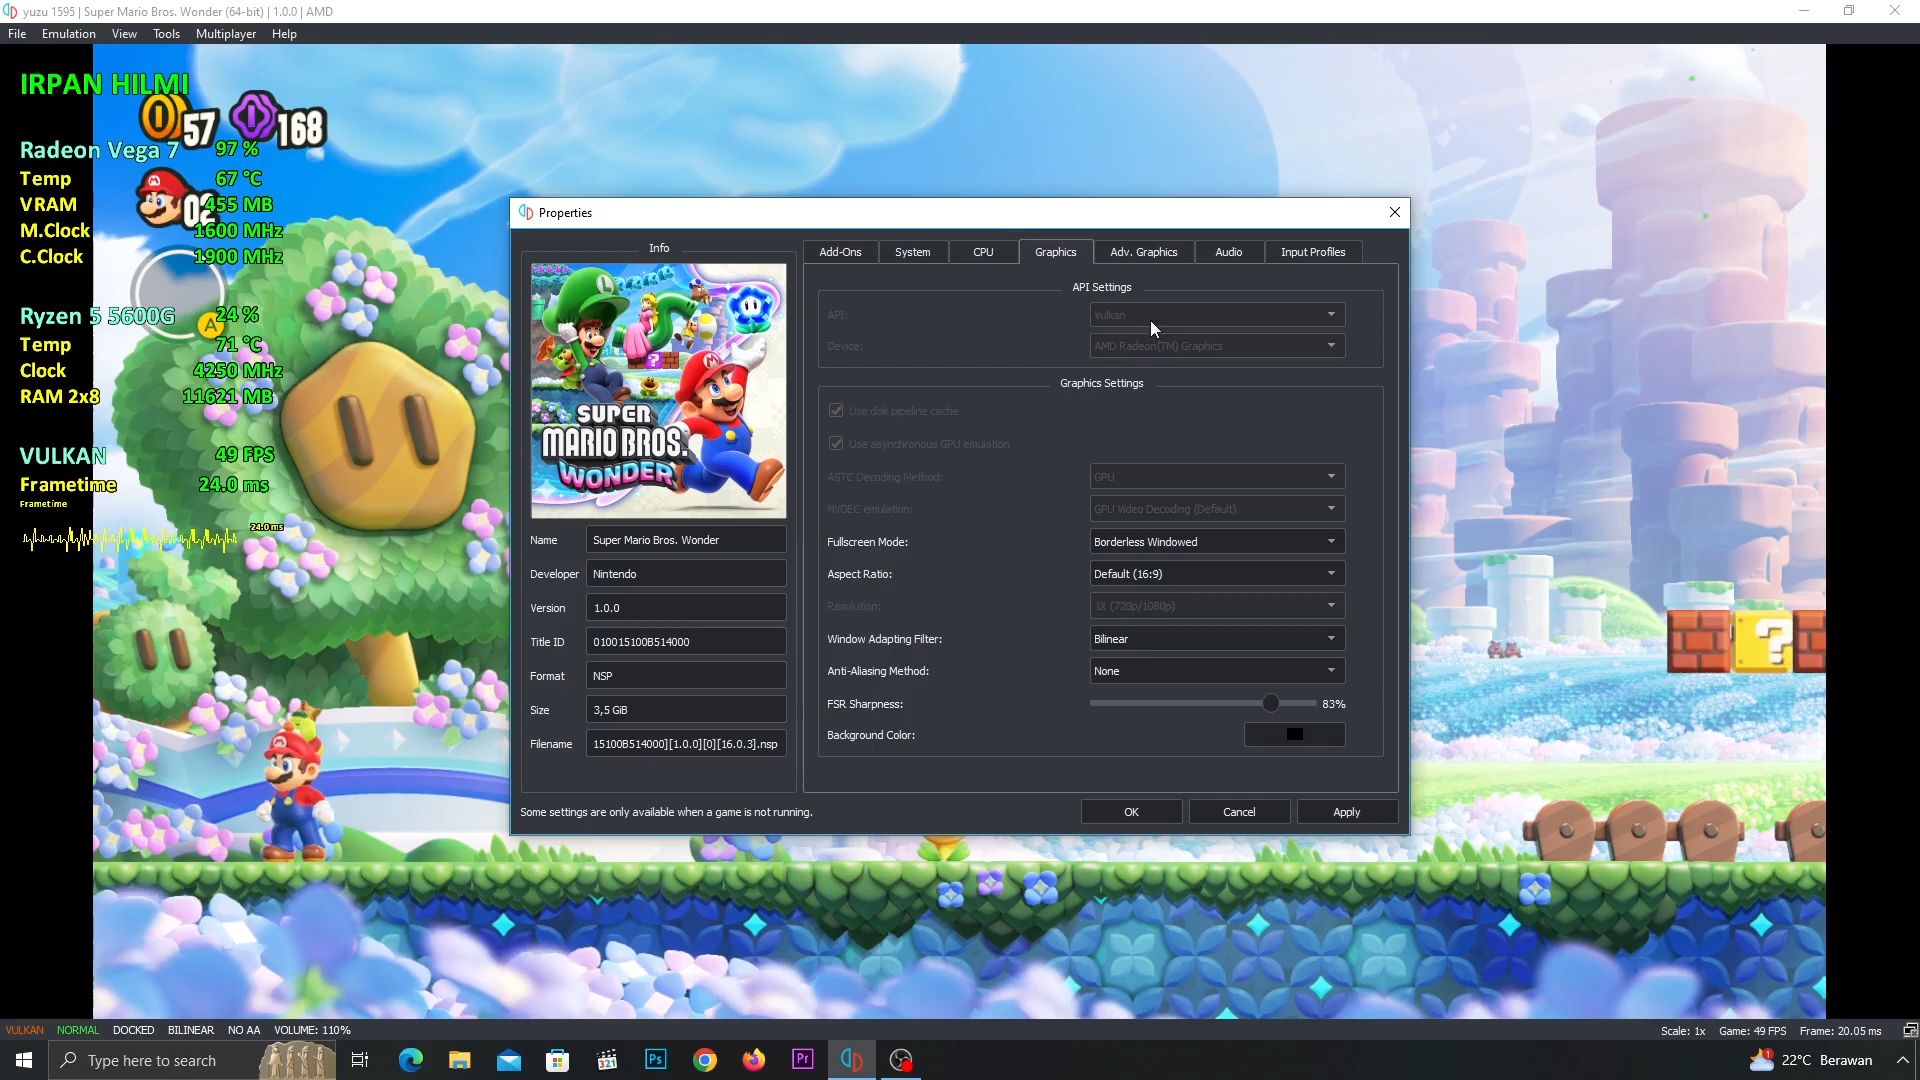 yuzu 1595 | Super Mario Bros. Wonder (64-bit) | 1.0.0 | AMD
File Emulation View Tools Multiplayer Help
IRPAN HILMI
57 168
Radeon Vega 7 97 %
Temp 67 °C
02
VRAM 455 MB
M.Clock 1600 MHz
C.Clock 1900 MHz
A
Ryzen 5 5600G 24 %
Temp 71 °C
Clock 4250 MHz
RAM 2x8 11621 MB
VULKAN 49 FPS
Frametime 24.0 ms
Frametime
24.0 ms
Properties
Info
SUPER
MARIO BROS.
WONDER
Name Super Mario Bros. Wonder
Developer Nintendo
Version 1.0.0
Title ID 010015100B514000
Format NSP
Size 3,5 GiB
Filename 15100B514000][1.0.0][0][16.0.3].nsp
Add-Ons System CPU Graphics Adv. Graphics Audio Input Profiles
API Settings
API: Vulkan
Device: AMD Radeon(TM) Graphics
Graphics Settings
Use disk pipeline cache
Use asynchronous GPU emulation
ASTC Decoding Method: GPU
NVDEC emulation: GPU Video Decoding (Default)
Fullscreen Mode: Borderless Windowed
Aspect Ratio: Default (16:9)
Resolution: 1X (720p/1080p)
Window Adapting Filter: Bilinear
Anti-Aliasing Method: None
FSR Sharpness: 83%
Background Color:
Some settings are only available when a game is not running.
OK Cancel Apply
?
VULKAN NORMAL DOCKED BILINEAR NO AA VOLUME: 110%
Scale: 1x Game: 49 FPS Frame: 20.05 ms
Type here to search
321
Ps
Pr
1
22°C Berawan